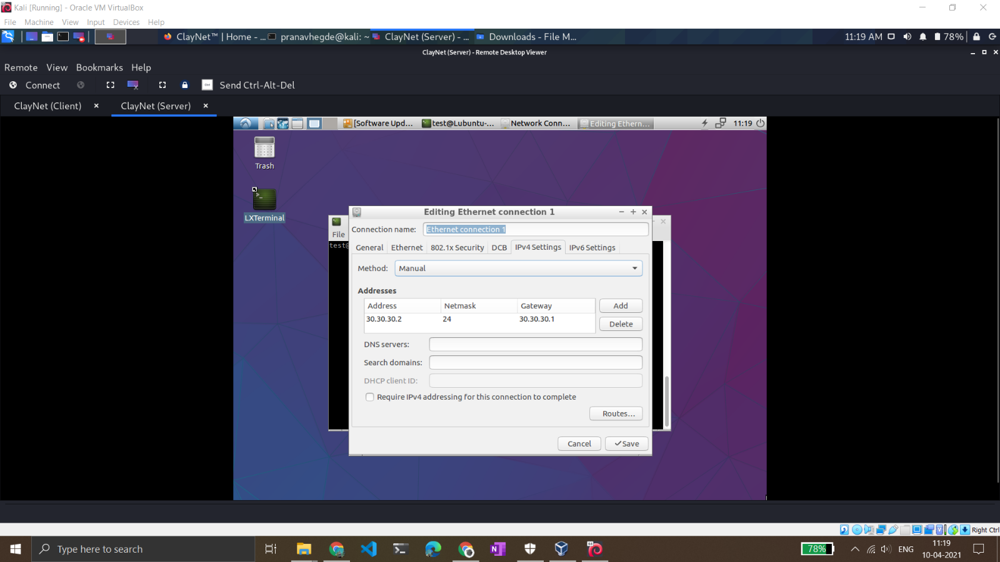 Kali [Running] - Oracle VM VirtualBox
File Machine View Input Devices Help
ClayNet™ | Home - ... pranavhegde@kali: ~ ClayNet (Server) - ... Downloads - File M... 11:19 AM 78%
ClayNet (Server) - Remote Desktop Viewer
Remote View Bookmarks Help
Connect Send Ctrl-Alt-Del
ClayNet (Client) ClayNet (Server)
[Software Upd... test@Lubuntu-... Network Conn... Editing Ethern... 11:19
Trash
LXTerminal
Editing Ethernet connection 1
File
test@
Connection name: Ethernet connection 1
General Ethernet 802.1x Security DCB IPv4 Settings IPv6 Settings
Method: Manual
Addresses
Address Netmask Gateway Add
30.30.30.2 24 30.30.30.1
Delete
DNS servers:
Search domains:
DHCP client ID:
Require IPv4 addressing for this connection to complete
Routes...
Cancel Save
Right Ctrl
Type here to search
78%
ENG
11:19
10-04-2021